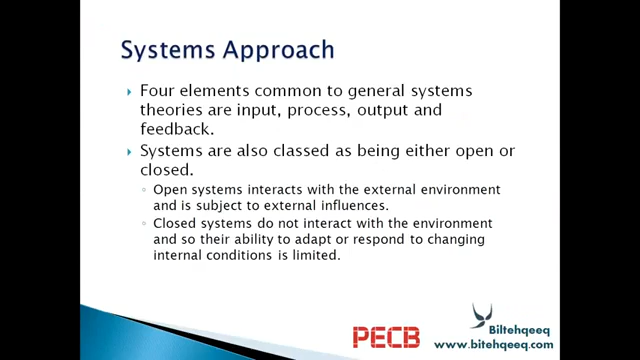 Systems Approach
Four elements common to general systems
theories are input, process, output and
feedback.
Systems are also classed as being either open or
closed.
Open systems interacts with the external environment
and is subject to external influences.
Closed systems do not interact with the environment
and so their ability to adapt or respond to changing
internal conditions is limited.
PECB
Biltehqeeq
www.bitehqeeq.com